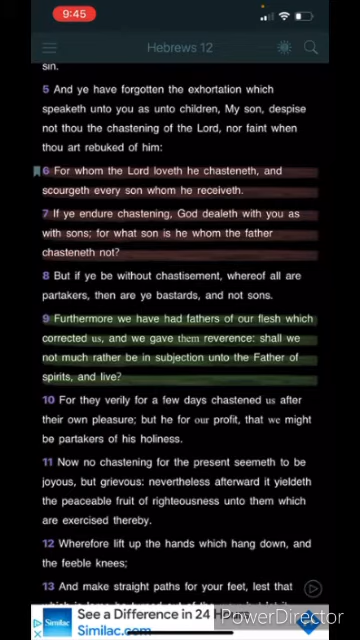 9:45
Hebrews 12
sin.
5 And ye have forgotten the exhortation which
speaketh unto you as unto children, My son, despise
not thou the chastening of the Lord, nor faint when
thou art rebuked of him:
6 For whom the Lord loveth he chasteneth, and
scourgeth every son whom he receiveth.
7 If ye endure chastening, God dealeth with you as
with sons; for what son is he whom the father
chasteneth not?
8 But if ye be without chastisement, whereof all are
partakers, then are ye bastards, and not sons.
9 Furthermore we have had fathers of our flesh which
corrected us, and we gave them reverence: shall we
not much rather be in subjection unto the Father of
spirits, and live?
10 For they verily for a few days chastened us after
their own pleasure; but he for our profit, that we might
be partakers of his holiness.
11 Now no chastening for the present seemeth to be
joyous, but grievous: nevertheless afterward it yieldeth
the peaceable fruit of righteousness unto them which
are exercised thereby.
12 Wherefore lift up the hands which hang down, and
the feeble knees;
13 And make straight paths for your feet, lest that
Similac
See a Difference in 24 H
Similac.com
PowerDirector